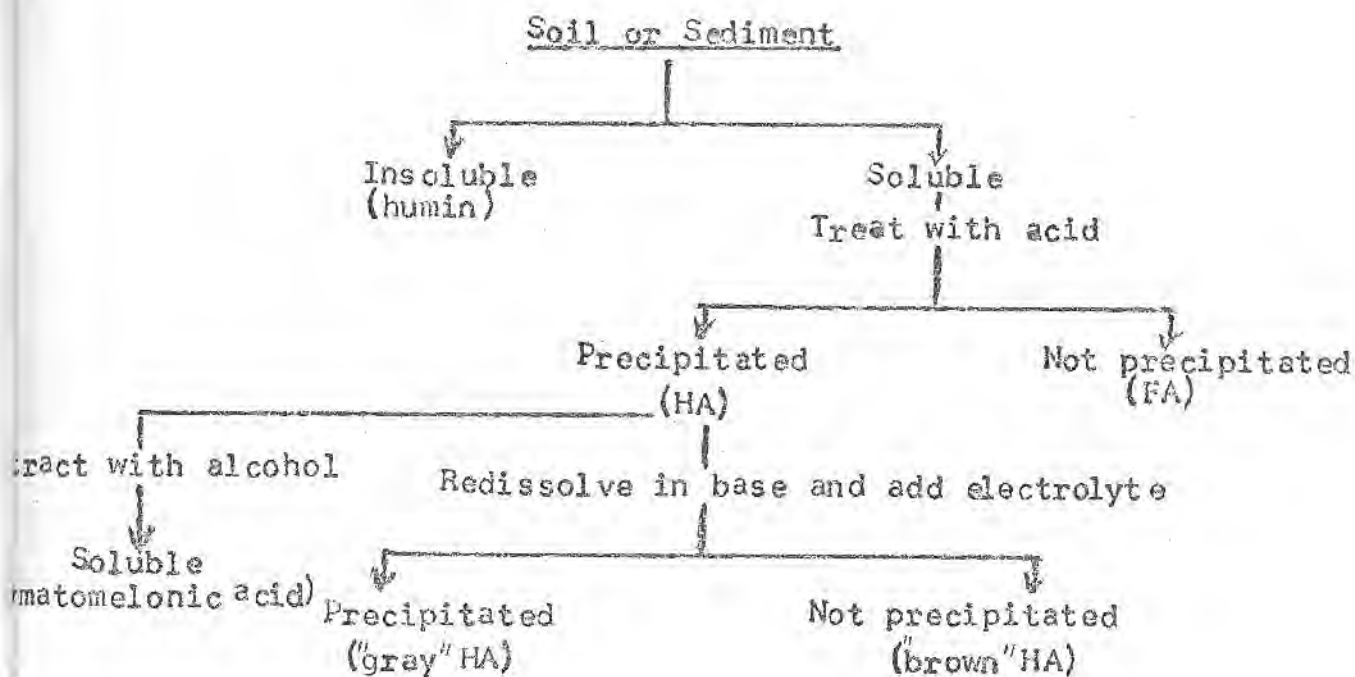 Soil or Sediment
Insoluble
(humin)
Soluble
Treat with acid
Precipitated
(HA)
Not precipitated
(FA)
tract with alcohol
Redissolve in base and add electrolyte
Soluble
matomelonic acid)
Precipitated
("gray" HA)
Not precipitated
("brown" HA)